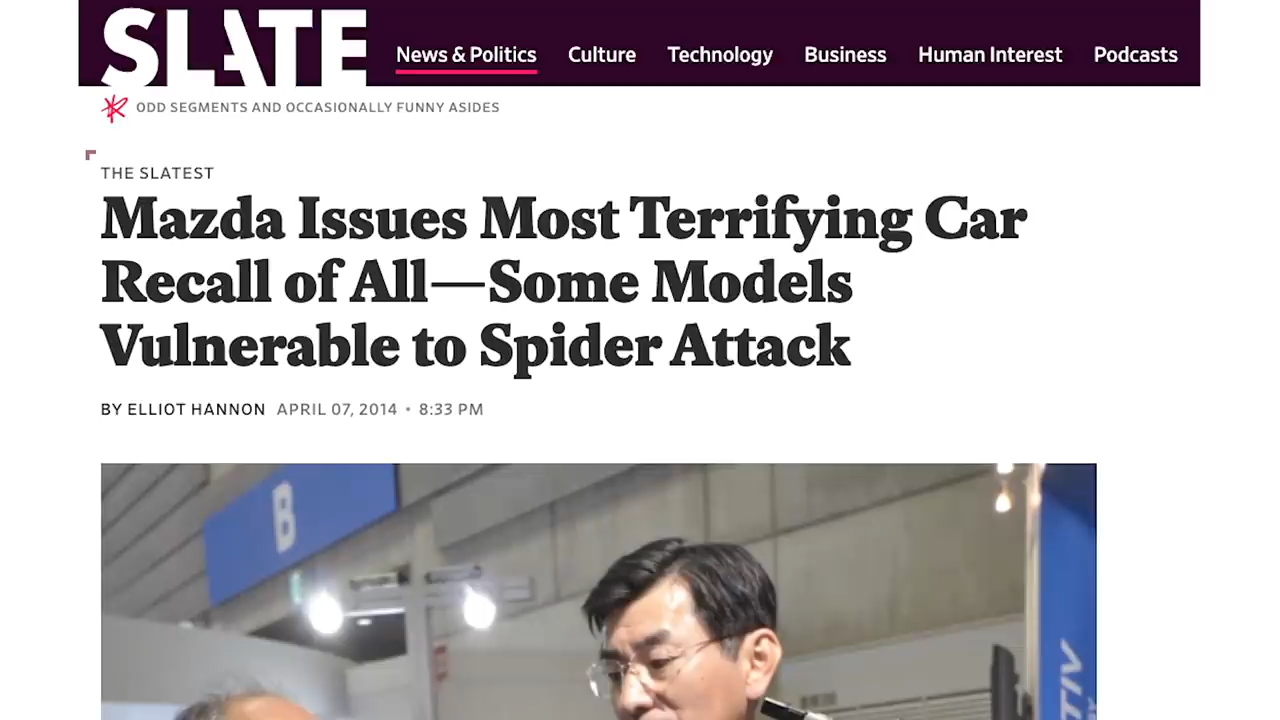 SLATE
News & Politics Culture Technology Business Human Interest Podcasts
ODD SEGMENTS AND OCCASIONALLY FUNNY ASIDES
THE SLATEST
Mazda Issues Most Terrifying Car
Recall of All—Some Models
Vulnerable to Spider Attack
BY ELLIOT HANNON APRIL 07, 2014 • 8:33 PM
B